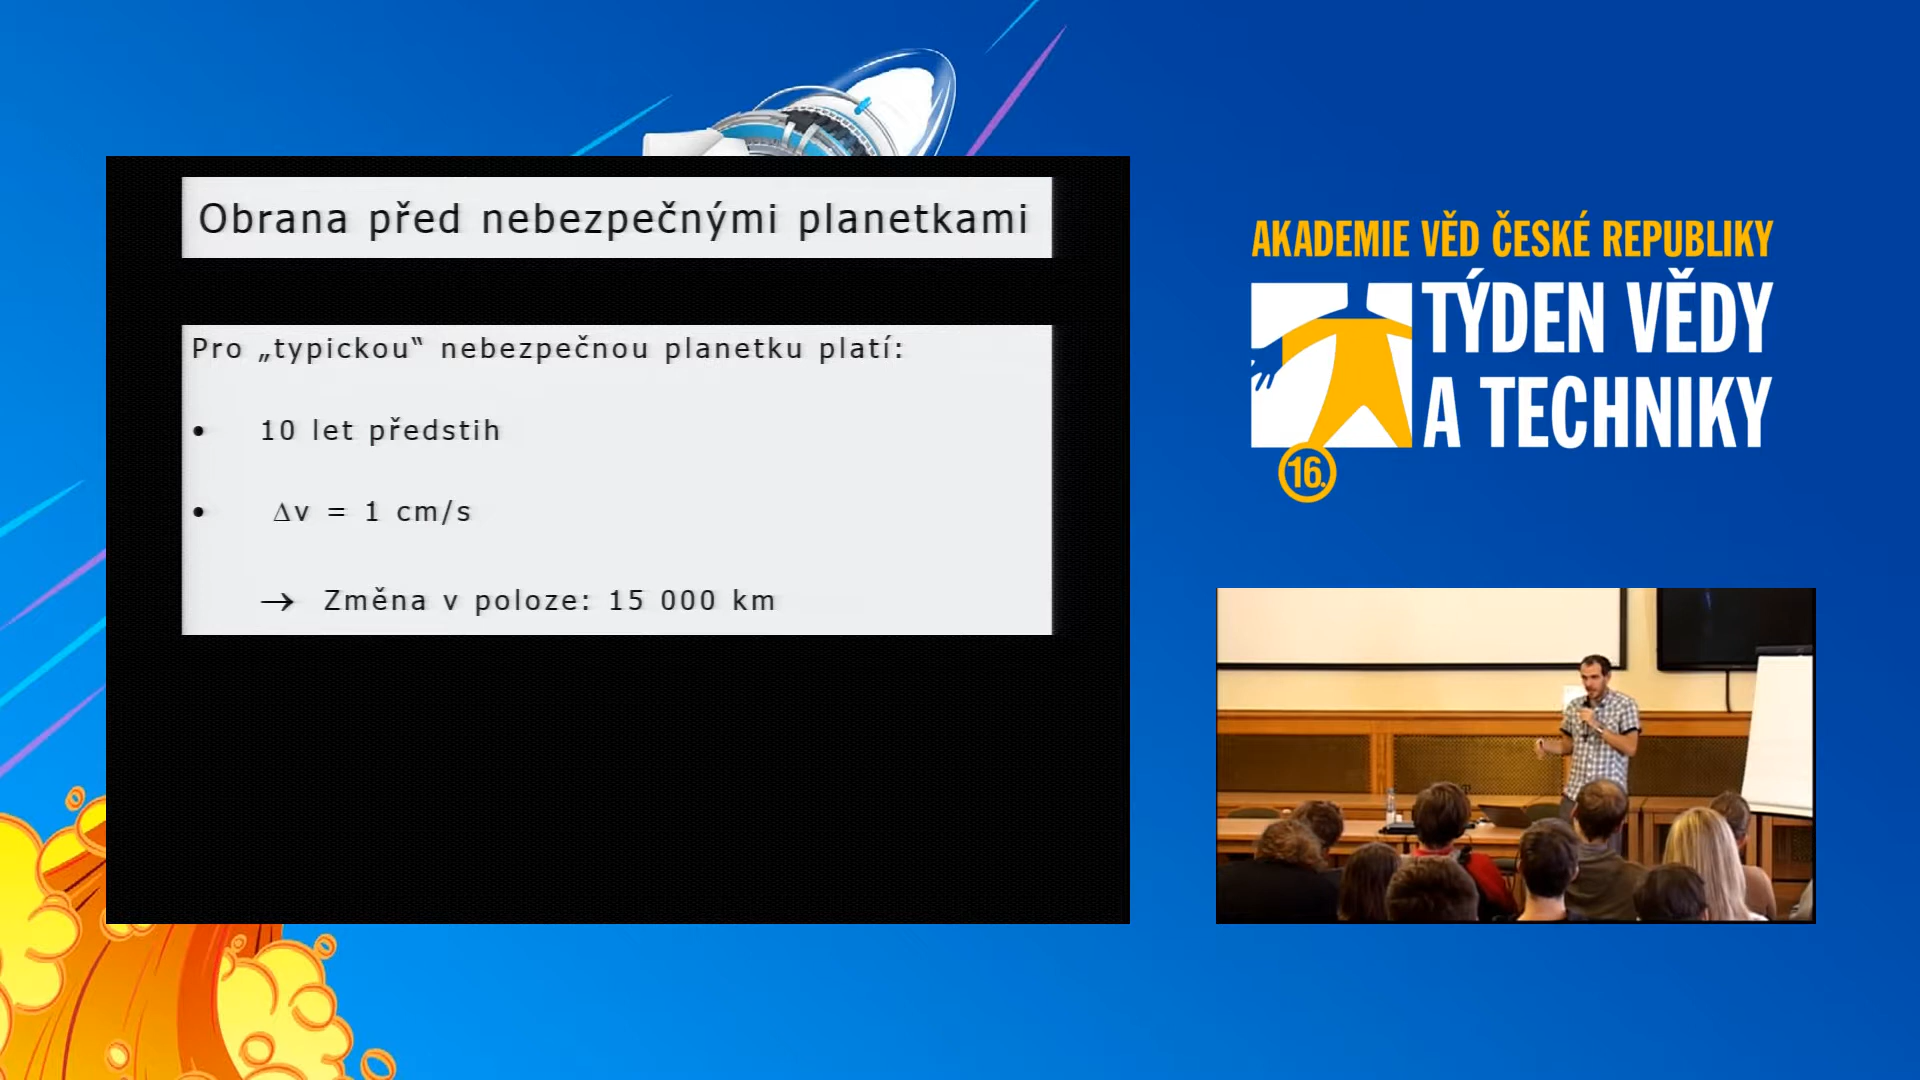 Obrana před nebezpečnými planetkami
Pro „typickou“ nebezpečnou planetku platí:
• 10 let předstih
• Δv = 1 cm/s
→ Změna v poloze: 15 000 km
AKADEMIE VĚD ČESKÉ REPUBLIKY
TÝDEN VĚDY
A TECHNIKY
16.